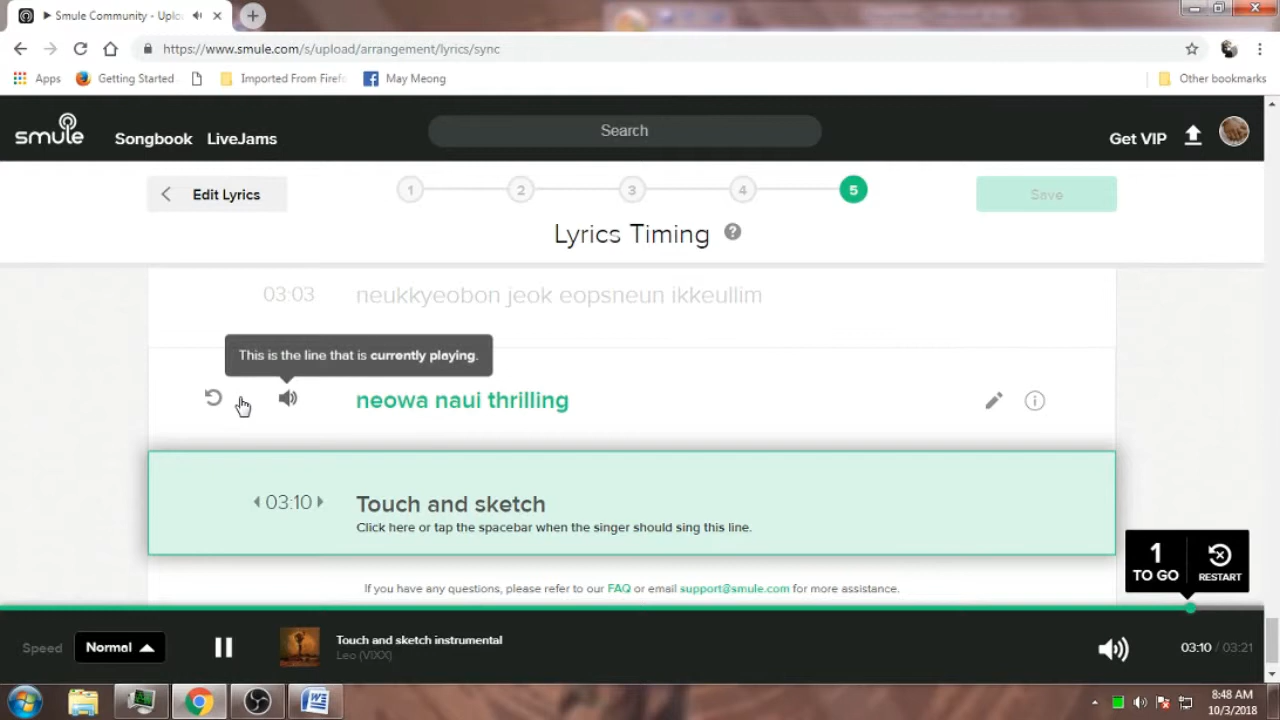 Smule Community - Uplo
https://www.smule.com/s/upload/arrangement/lyrics/sync
Apps Getting Started Imported From Firef May Meong Other bookmarks
smule Songbook LiveJams Search Get VIP
Edit Lyrics 1 2 3 4 5 Save
Lyrics Timing ?
03:03 neukkyeobon jeok eopsneun ikkeullim
This is the line that is currently playing.
neowa naui thrilling
03:10 Touch and sketch
Click here or tap the spacebar when the singer should sing this line.
1
TO GO RESTART
If you have any questions, please refer to our FAQ or email support@smule.com for more assistance.
Speed Normal Touch and sketch instrumental 03:10 / 03:21
Leo (VIXX)
8:48 AM
10/3/2018